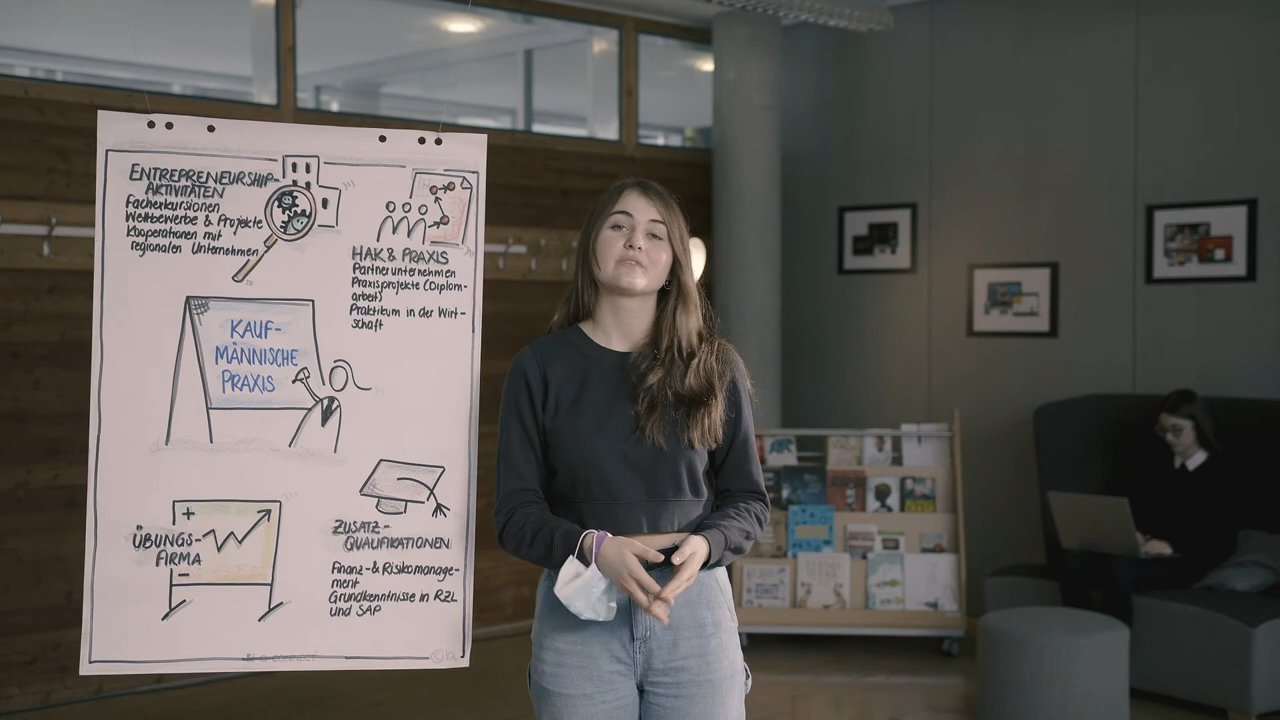 ENTREPRENEURSHIP-
AKTIVITÄTEN
Fachexkursionen
Wettbewerbe & Projekte
Kooperationen mit
regionalen Unternehmen
HAK & PRAXIS
Partnerunternehmen
Praxisprojekte (Diplom-
arbeit)
Praktikum in der Wirt-
schaft
KAUF-
MÄNNISCHE
PRAXIS
ÜBUNGS-
FIRMA
ZUSATZ-
QUALIFIKATIONEN
Finanz- & Risikomanage-
ment
Grundkenntnisse in RZL
und SAP